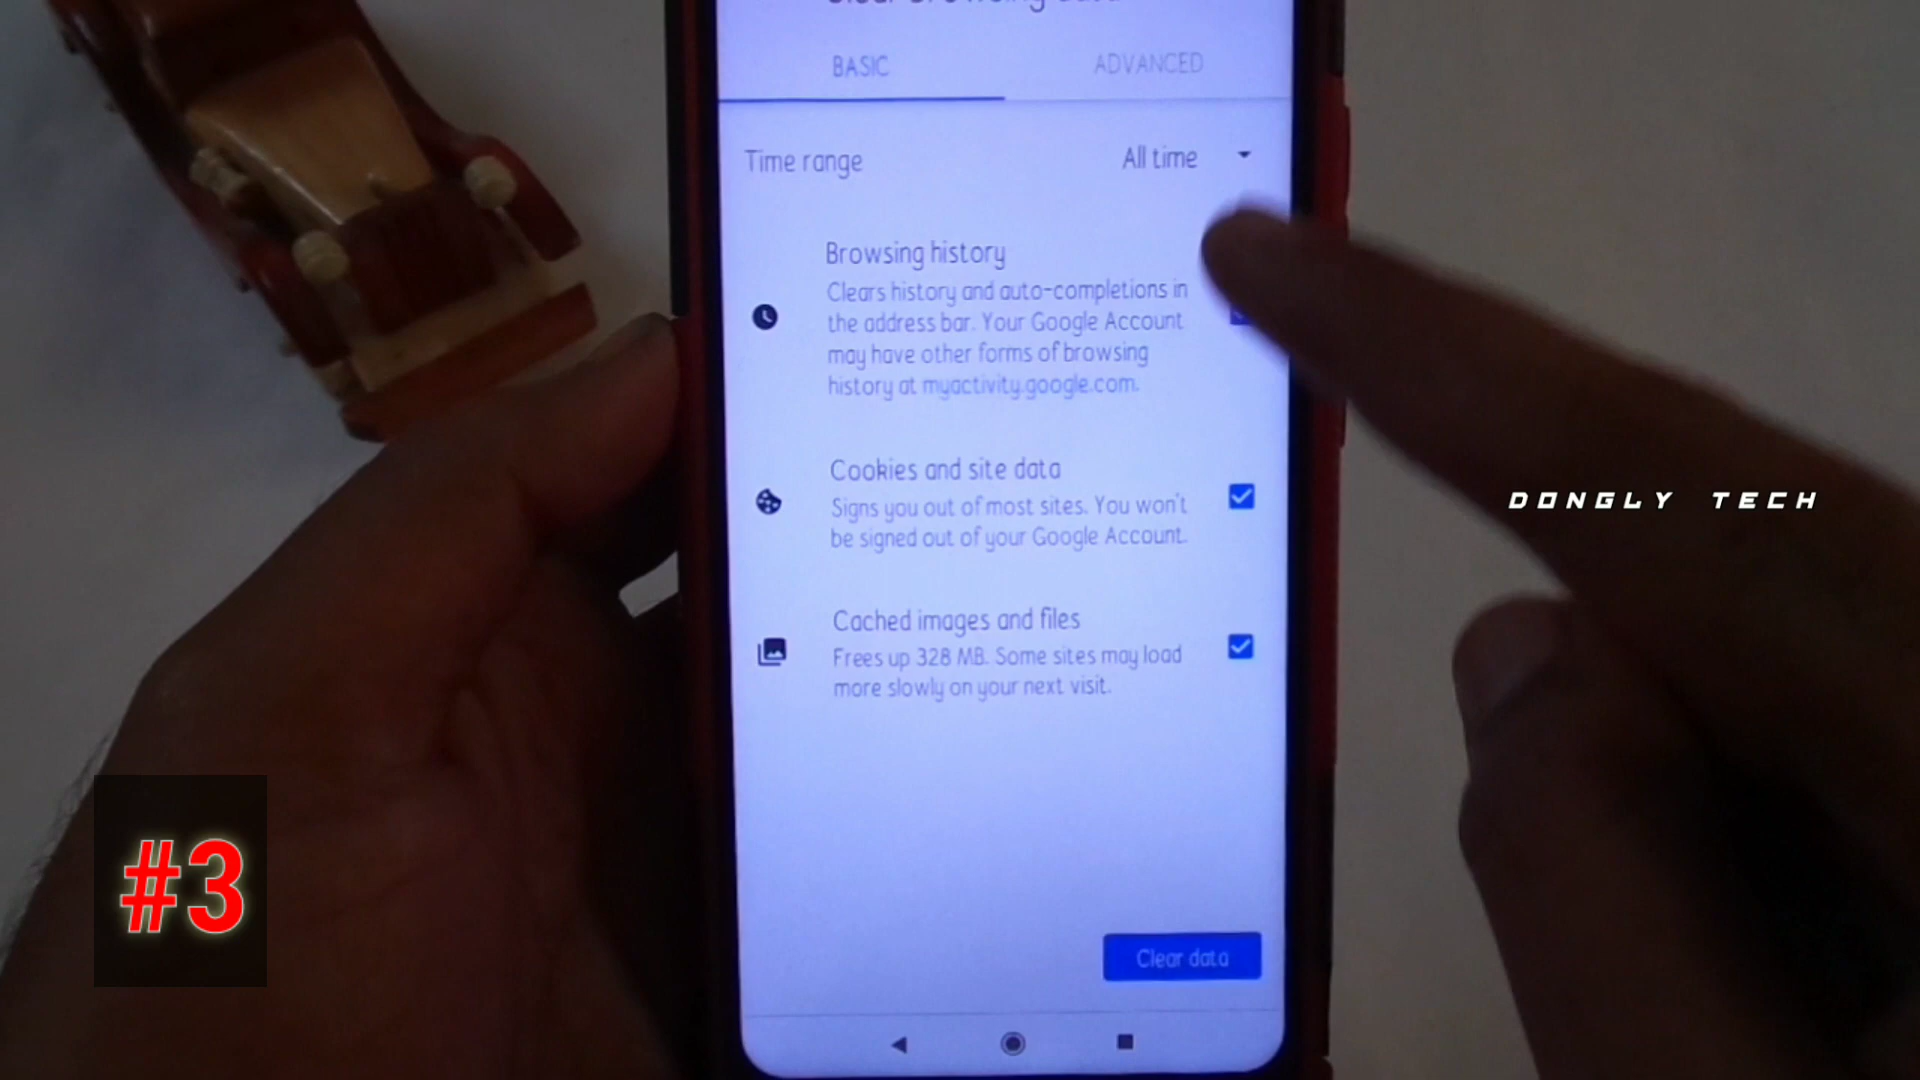 Clear browsing data
BASIC
ADVANCED
Time range
All time
Browsing history
Clears history and auto-completions in
the address bar. Your Google Account
may have other forms of browsing
history at myactivity.google.com.
Cookies and site data
Signs you out of most sites. You won't
be signed out of your Google Account.
Cached images and files
Frees up 328 MB. Some sites may load
more slowly on your next visit.
Clear data
DONGLY TECH
#3